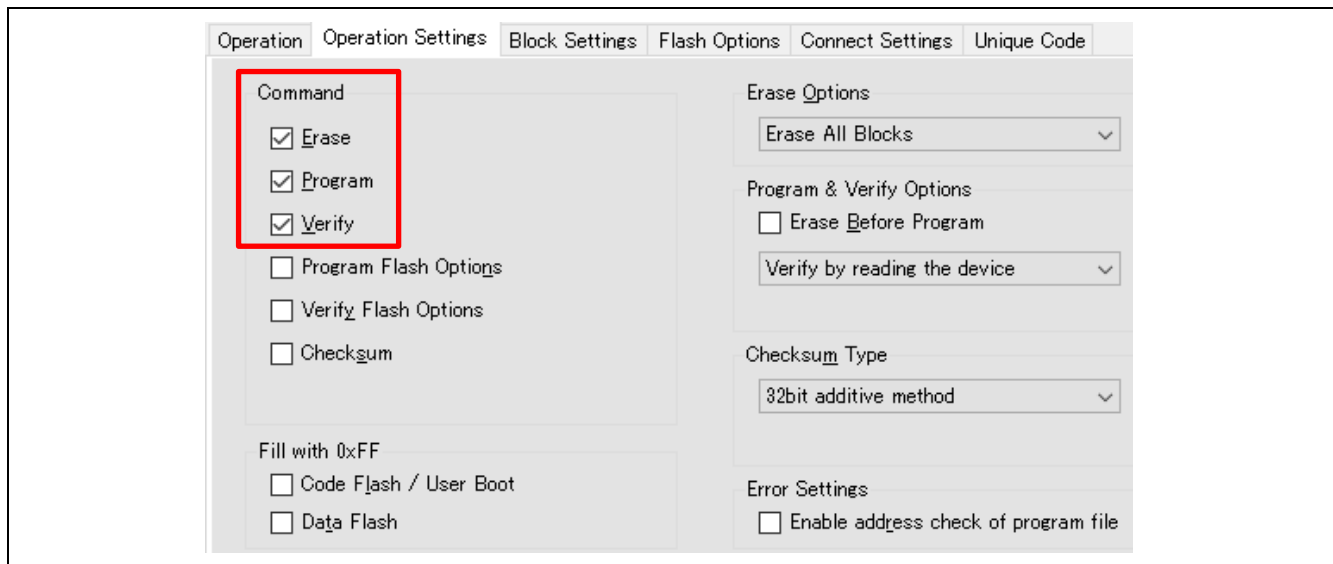 Operation Operation Settings Block Settings Flash Options Connect Settings Unique Code
Command
Erase
Program
Verify
Program Flash Options
Verify Flash Options
Checksum
Fill with 0xFF
Code Flash / User Boot
Data Flash
Erase Options
Erase All Blocks
Program & Verify Options
Erase Before Program
Verify by reading the device
Checksum Type
32bit additive method
Error Settings
Enable address check of program file